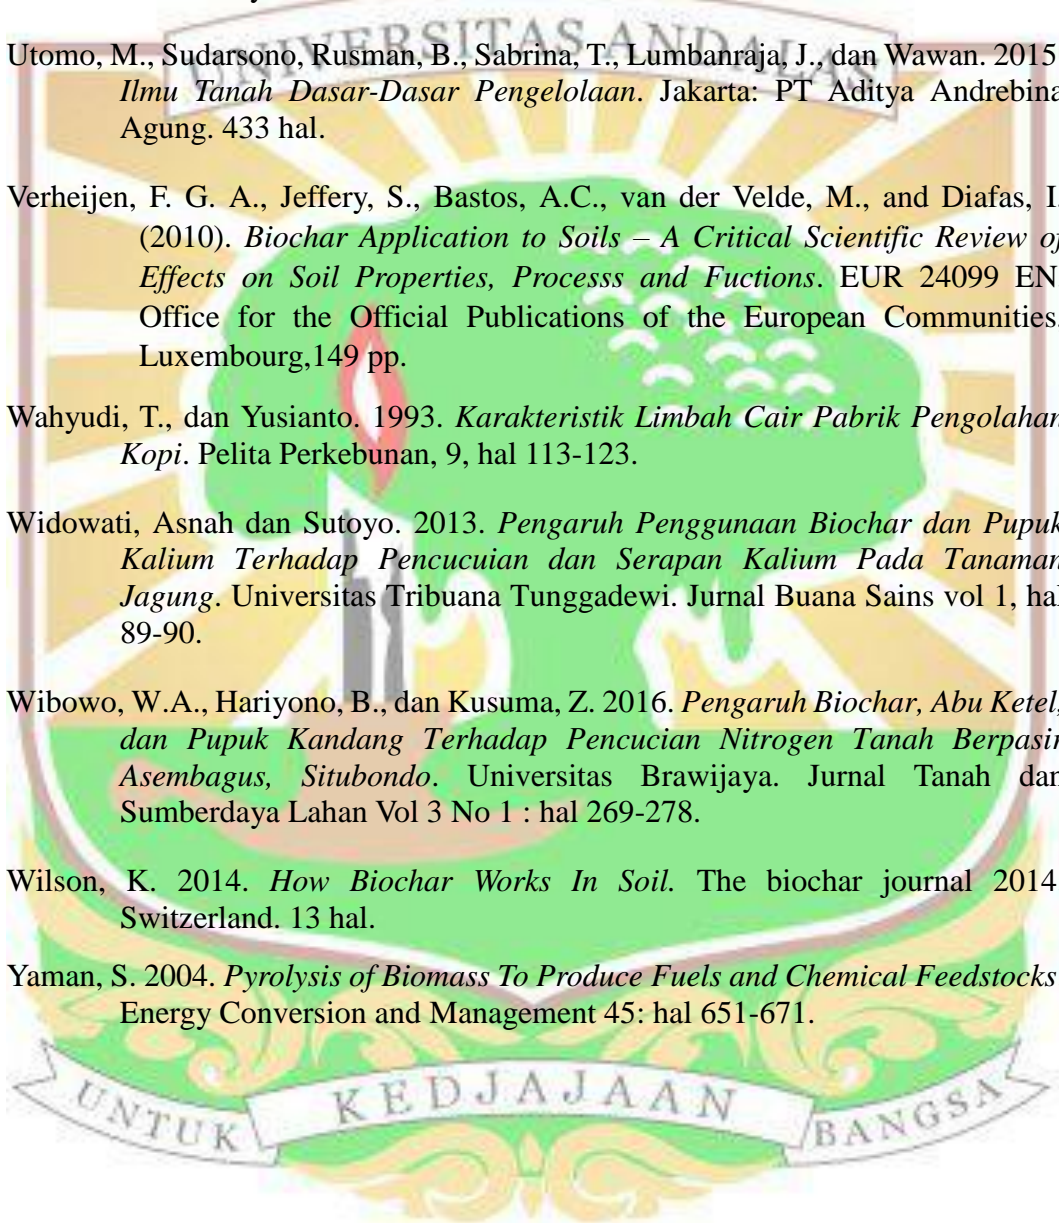 UNIVERSITAS ANDALAS
Utomo, M., Sudarsono, Rusman, B., Sabrina, T., Lumbanraja, J., dan Wawan. 2015
Ilmu Tanah Dasar-Dasar Pengelolaan. Jakarta: PT Aditya Andrebina
Agung. 433 hal.
Verheijen, F. G. A., Jeffery, S., Bastos, A.C., van der Velde, M., and Diafas, I.
(2010). Biochar Application to Soils – A Critical Scientific Review of
Effects on Soil Properties, Processs and Fuctions. EUR 24099 EN
Office for the Official Publications of the European Communities.
Luxembourg,149 pp.
Wahyudi, T., dan Yusianto. 1993. Karakteristik Limbah Cair Pabrik Pengolahan
Kopi. Pelita Perkebunan, 9, hal 113-123.
Widowati, Asnah dan Sutoyo. 2013. Pengaruh Penggunaan Biochar dan Pupuk
Kalium Terhadap Pencucuian dan Serapan Kalium Pada Tanaman
Jagung. Universitas Tribuana Tunggadewi. Jurnal Buana Sains vol 1, hal
89-90.
Wibowo, W.A., Hariyono, B., dan Kusuma, Z. 2016. Pengaruh Biochar, Abu Ketel,
dan Pupuk Kandang Terhadap Pencucian Nitrogen Tanah Berpasir
Asembagus, Situbondo. Universitas Brawijaya. Jurnal Tanah dan
Sumberdaya Lahan Vol 3 No 1 : hal 269-278.
Wilson, K. 2014. How Biochar Works In Soil. The biochar journal 2014
Switzerland. 13 hal.
Yaman, S. 2004. Pyrolysis of Biomass To Produce Fuels and Chemical Feedstocks
Energy Conversion and Management 45: hal 651-671.
UNTUK KEDJAJAAN BANGSA